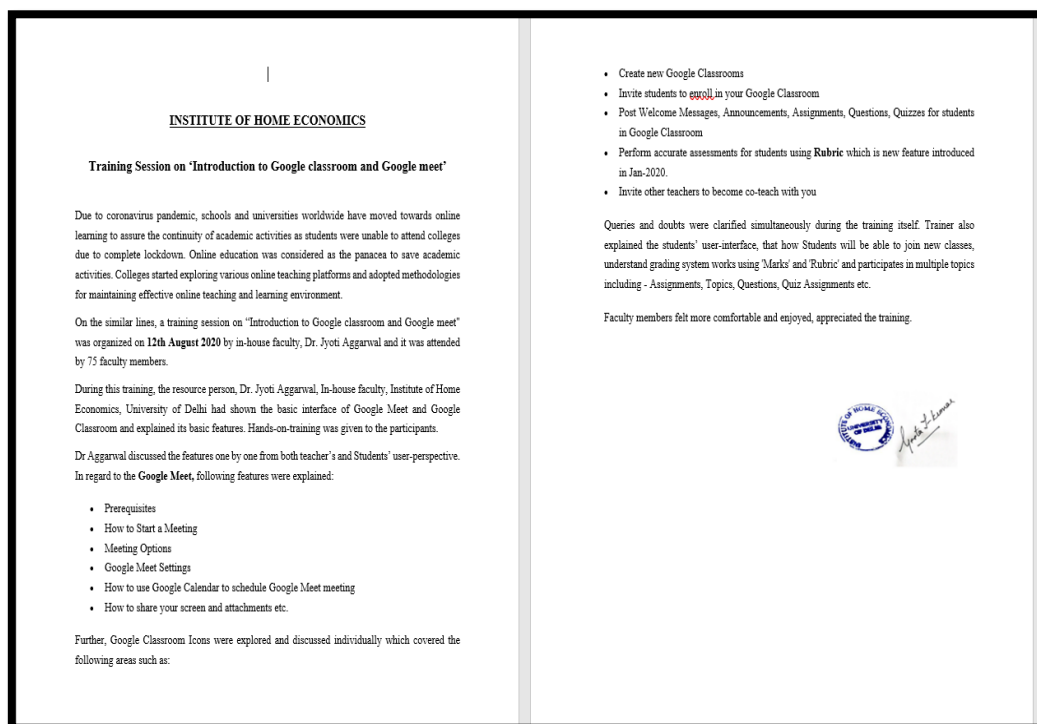 INSTITUTE OF HOME ECONOMICS
Training Session on ‘Introduction to Google classroom and Google meet’
Due to coronavirus pandemic, schools and universities worldwide have moved towards online
learning to assure the continuity of academic activities as students were unable to attend colleges
due to complete lockdown. Online education was considered as the panacea to save academic
activities. Colleges started exploring various online teaching platforms and adopted methodologies
for maintaining effective online teaching and learning environment.
On the similar lines, a training session on “Introduction to Google classroom and Google meet"
was organized on 12th August 2020 by in-house faculty, Dr. Jyoti Aggarwal and it was attended
by 75 faculty members.
During this training, the resource person, Dr. Jyoti Aggarwal, In-house faculty, Institute of Home
Economics, University of Delhi had shown the basic interface of Google Meet and Google
Classroom and explained its basic features. Hands-on-training was given to the participants.
Dr Aggarwal discussed the features one by one from both teacher’s and Students’ user-perspective.
In regard to the Google Meet, following features were explained:
• Prerequisites
• How to Start a Meeting
• Meeting Options
• Google Meet Settings
• How to use Google Calendar to schedule Google Meet meeting
• How to share your screen and attachments etc.
Further, Google Classroom Icons were explored and discussed individually which covered the
following areas such as:
• Create new Google Classrooms
• Invite students to enroll in your Google Classroom
• Post Welcome Messages, Announcements, Assignments, Questions, Quizzes for students
in Google Classroom
• Perform accurate assessments for students using Rubric which is new feature introduced
in Jan-2020.
• Invite other teachers to become co-teach with you
Queries and doubts were clarified simultaneously during the training itself. Trainer also
explained the students’ user-interface, that how Students will be able to join new classes,
understand grading system works using 'Marks' and 'Rubric' and participates in multiple topics
including - Assignments, Topics, Questions, Quiz Assignments etc.
Faculty members felt more comfortable and enjoyed, appreciated the training.
INSTITUTE OF HOME ECONOMICS
UNIVERSITY
OF DELHI